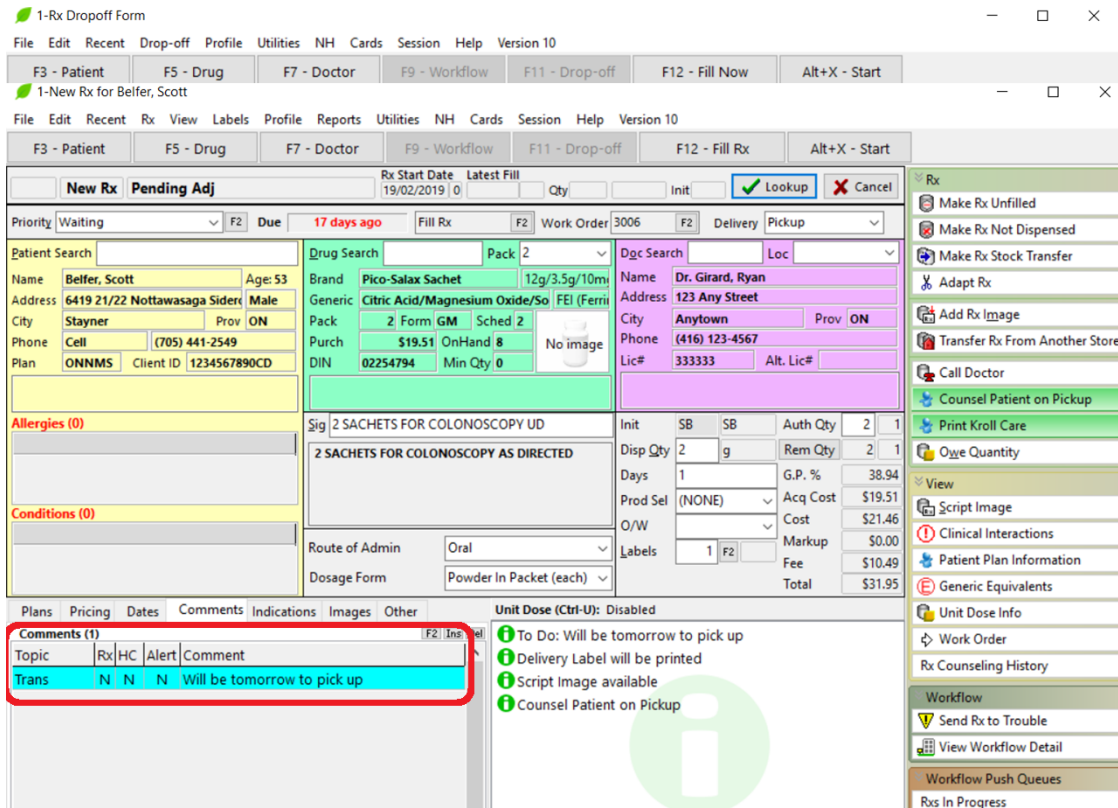 1-Rx Dropoff Form
File Edit Recent Drop-off Profile Utilities NH Cards Session Help Version 10
F3 - Patient F5 - Drug F7 - Doctor F9 - Workflow F11 - Drop-off F12 - Fill Now Alt+X - Start
1-New Rx for Belfer, Scott
File Edit Recent Rx View Labels Profile Reports Utilities NH Cards Session Help Version 10
F3 - Patient F5 - Drug F7 - Doctor F9 - Workflow F11 - Drop-off F12 - Fill Rx Alt+X - Start
Rx Start Date Latest Fill
New Rx Pending Adj 19/02/2019 0 Qty Init Lookup Cancel
Priority Waiting F2 Due 17 days ago Fill Rx F2 Work Order 3006 F2 Delivery Pickup
Patient Search
Name Belfer, Scott Age: 53
Address 6419 21/22 Nottawasaga Sider Male
City Stayner Prov ON
Phone Cell (705) 441-2549
Plan ONNMS Client ID 1234567890CD
Allergies (0)
Conditions (0)
Drug Search Pack 2
Brand Pico-Salax Sachet 12g/3.5g/10m
Generic Citric Acid/Magnesium Oxide/So FEI (Ferri
Pack 2 Form GM Sched 2
Purch $19.51 OnHand 8
DIN 02254794 Min Qty 0
No image
Doc Search Loc
Name Dr. Girard, Ryan
Address 123 Any Street
City Anytown Prov ON
Phone (416) 123-4567
Lic# 333333 Alt. Lic#
Sig 2 SACHETS FOR COLONOSCOPY UD
2 SACHETS FOR COLONOSCOPY AS DIRECTED
Route of Admin Oral
Dosage Form Powder In Packet (each)
Init SB SB Auth Qty 2 1
Disp Qty 2 g Rem Qty 2 1
Days 1 G.P. % 38.94
Prod Sel (NONE) Acq Cost $19.51
O/W Cost $21.46
Labels 1 F2 Markup $0.00
Fee $10.49
Total $31.95
Plans Pricing Dates Comments Indications Images Other
Comments (1) F2 Ins Del
Topic Rx HC Alert Comment
Trans N N N Will be tomorrow to pick up
Unit Dose (Ctrl-U): Disabled
To Do: Will be tomorrow to pick up
Delivery Label will be printed
Script Image available
Counsel Patient on Pickup
Rx
Make Rx Unfilled
Make Rx Not Dispensed
Make Rx Stock Transfer
Adapt Rx
Add Rx Image
Transfer Rx From Another Store
Call Doctor
Counsel Patient on Pickup
Print Kroll Care
Owe Quantity
View
Script Image
Clinical Interactions
Patient Plan Information
Generic Equivalents
Unit Dose Info
Work Order
Rx Counseling History
Workflow
Send Rx to Trouble
View Workflow Detail
Workflow Push Queues
Rxs In Progress